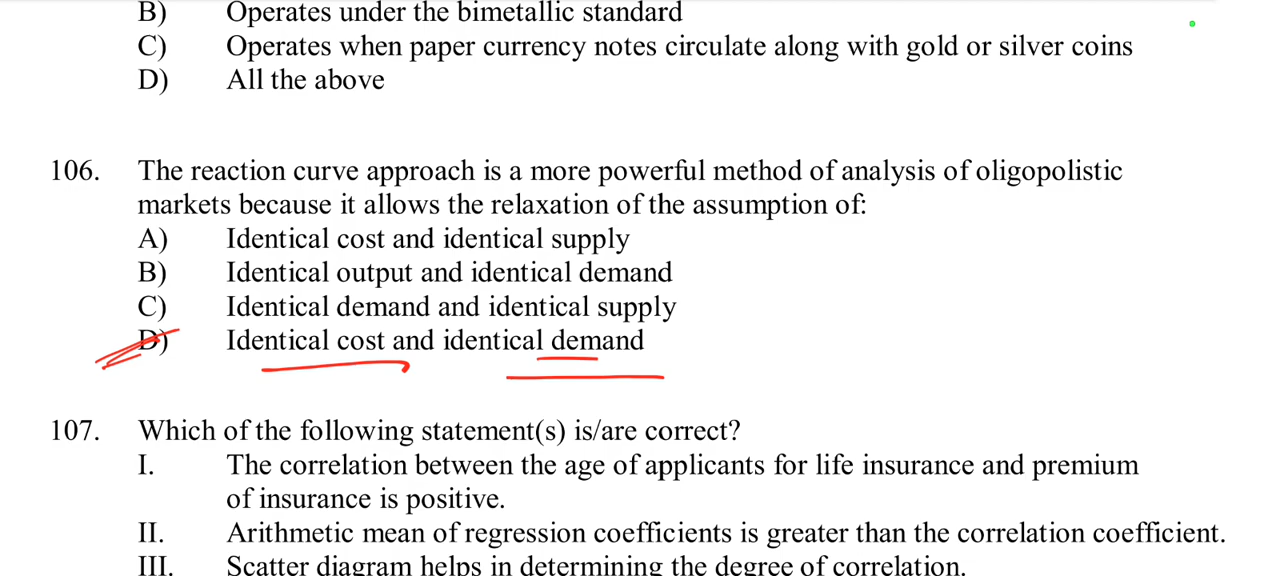 B) Operates under the bimetallic standard
C) Operates when paper currency notes circulate along with gold or silver coins
D) All the above
106. The reaction curve approach is a more powerful method of analysis of oligopolistic
markets because it allows the relaxation of the assumption of:
A) Identical cost and identical supply
B) Identical output and identical demand
C) Identical demand and identical supply
D) Identical cost and identical demand
107. Which of the following statement(s) is/are correct?
I. The correlation between the age of applicants for life insurance and premium
of insurance is positive.
II. Arithmetic mean of regression coefficients is greater than the correlation coefficient.
III. Scatter diagram helps in determining the degree of correlation.